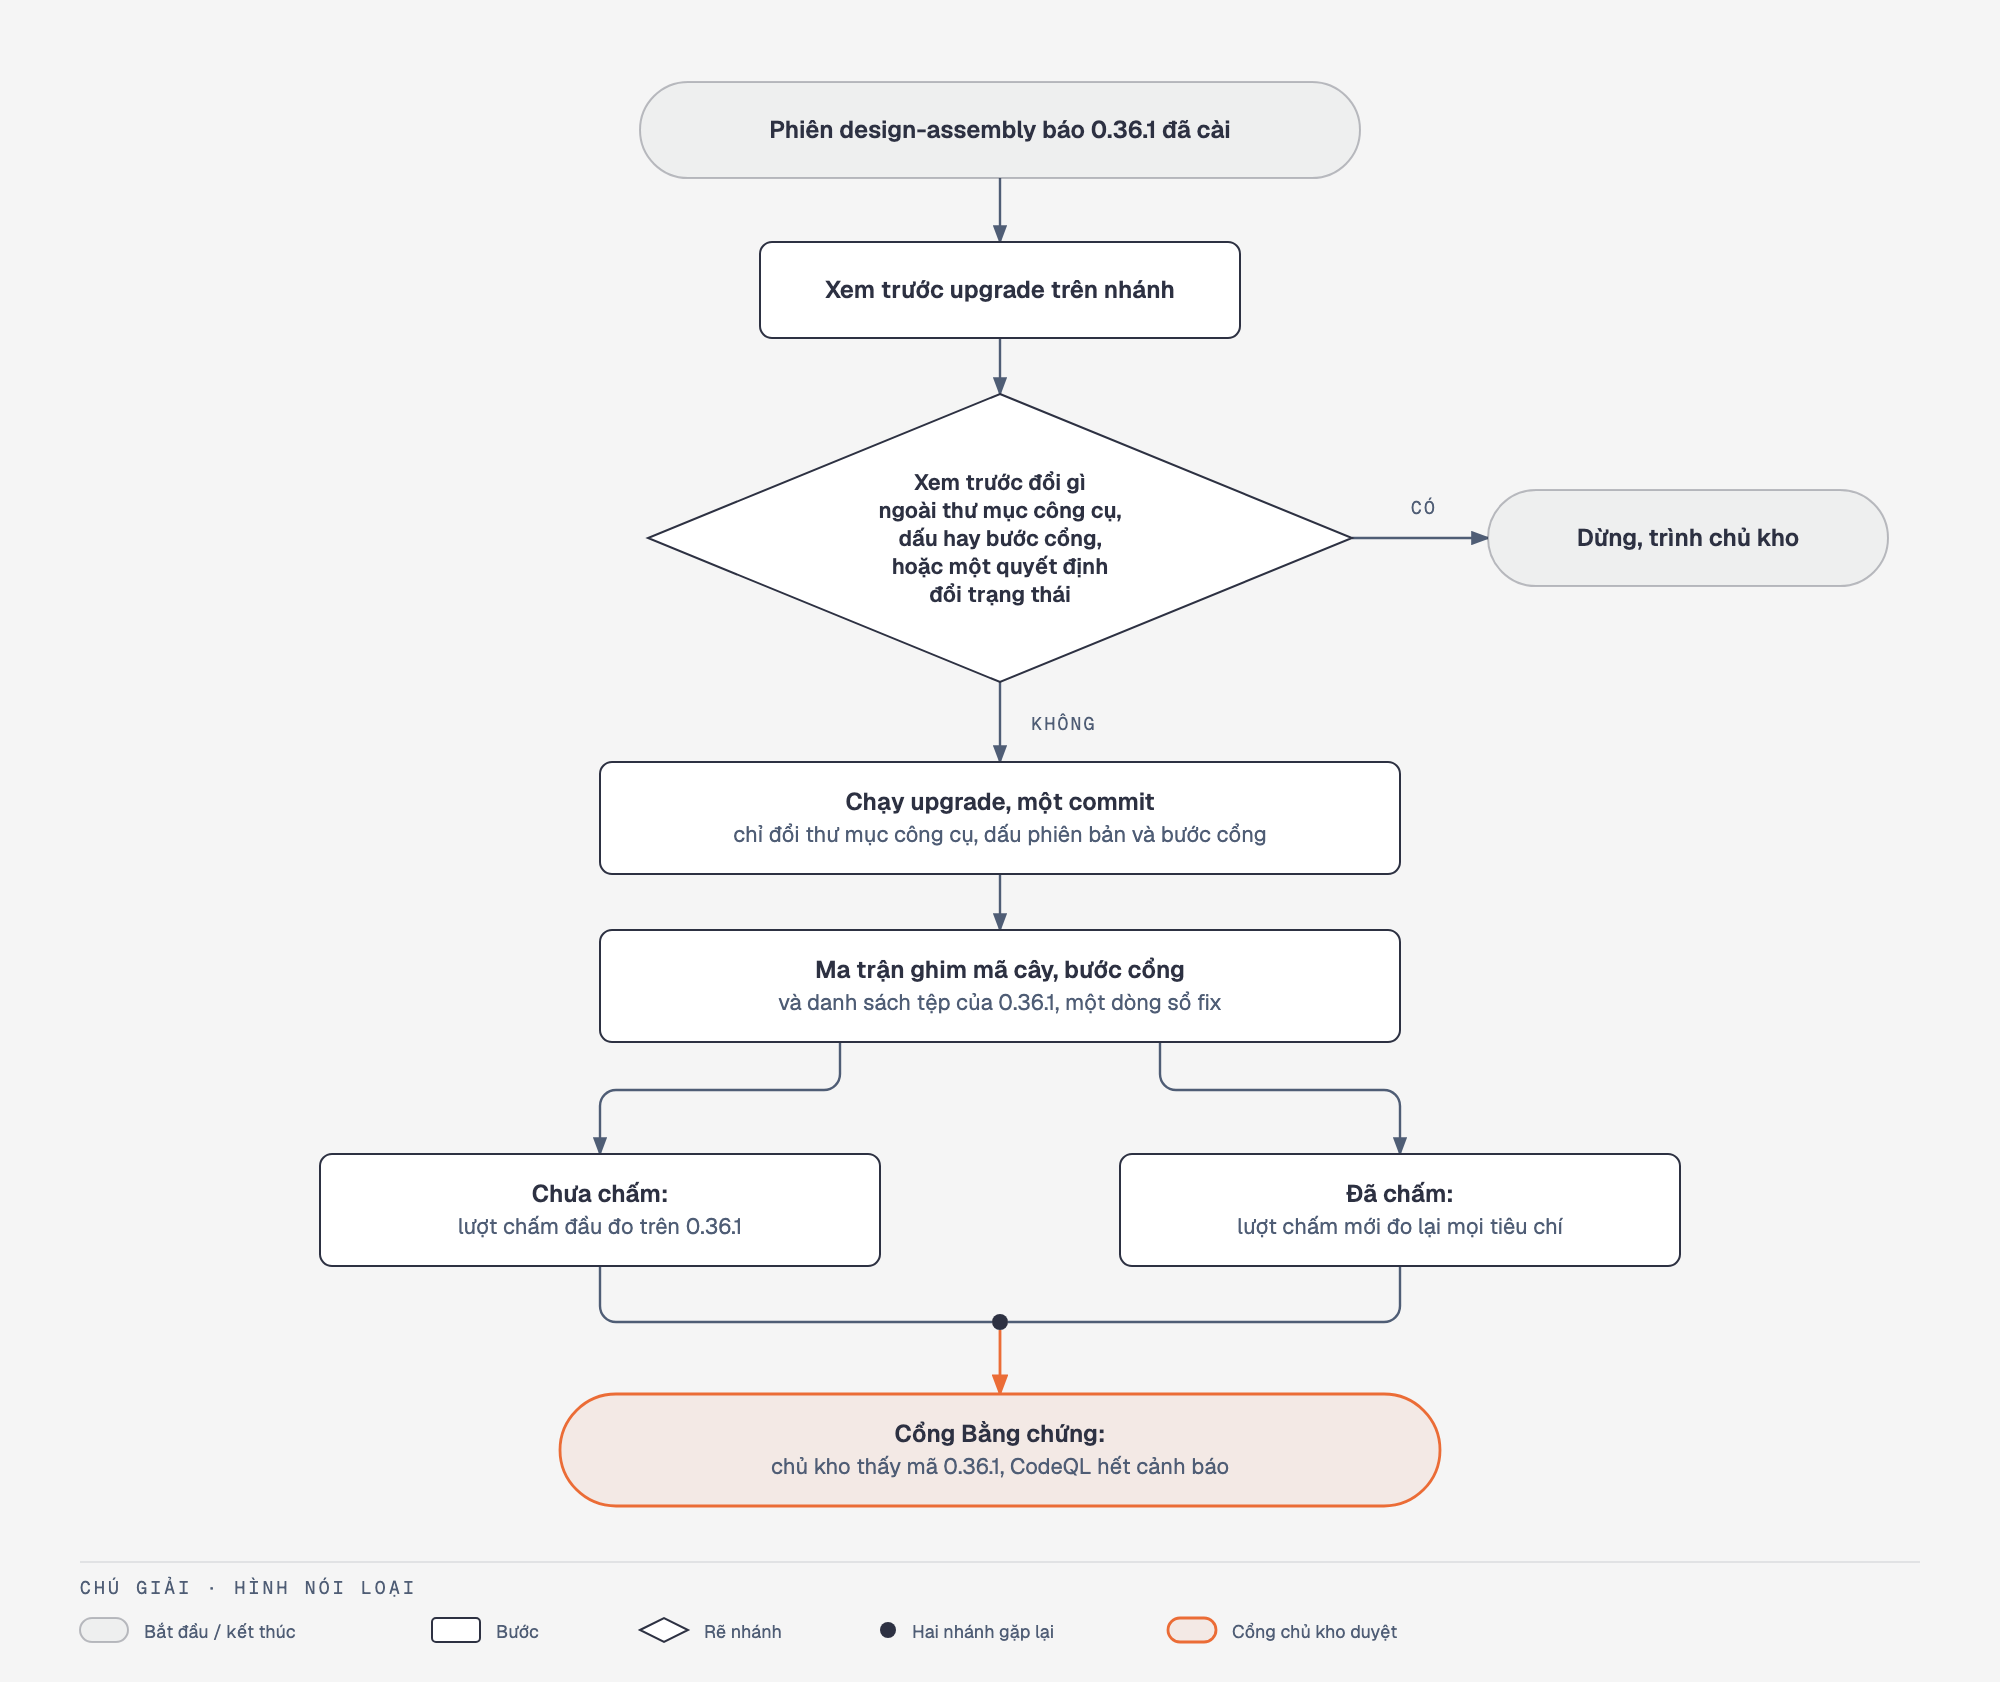 Phiên design-assembly báo 0.36.1 đã cài
Xem trước upgrade trên nhánh
Xem trước đổi gì
ngoài thư mục công cụ,
dấu hay bước cổng,
hoặc một quyết định
đổi trạng thái
CÓ
Dừng, trình chủ kho
KHÔNG
Chạy upgrade, một commit
chỉ đổi thư mục công cụ, dấu phiên bản và bước cổng
Ma trận ghim mã cây, bước cổng
và danh sách tệp của 0.36.1, một dòng sổ fix
Chưa chấm:
lượt chấm đầu đo trên 0.36.1
Đã chấm:
lượt chấm mới đo lại mọi tiêu chí
Cổng Bằng chứng:
chủ kho thấy mã 0.36.1, CodeQL hết cảnh báo
CHÚ GIẢI · HÌNH NÓI LOẠI
Bắt đầu / kết thúc
Bước
Rẽ nhánh
Hai nhánh gặp lại
Cổng chủ kho duyệt